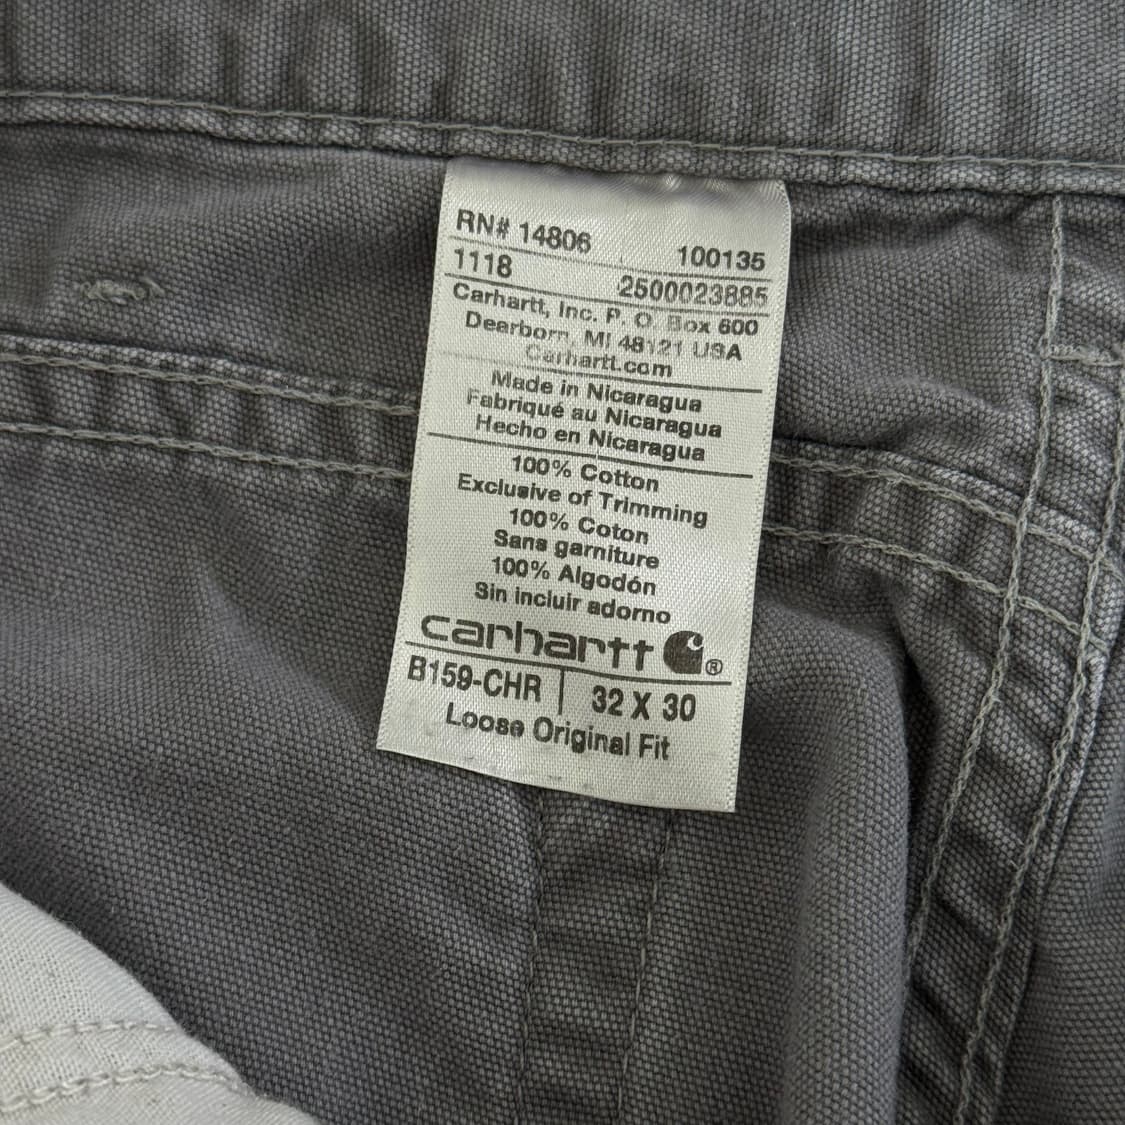 RN# 14806 100135
1118 2500023885
Carhartt, Inc. P. O. Box 600
Dearborn, MI 48121 USA
Carhartt.com
Made in Nicaragua
Fabriqué au Nicaragua
Hecho en Nicaragua
100% Cotton
Exclusive of Trimming
100% Coton
Sans garniture
100% Algodón
Sin incluir adorno
carhartt ®
B159-CHR | 32 X 30
Loose Original Fit